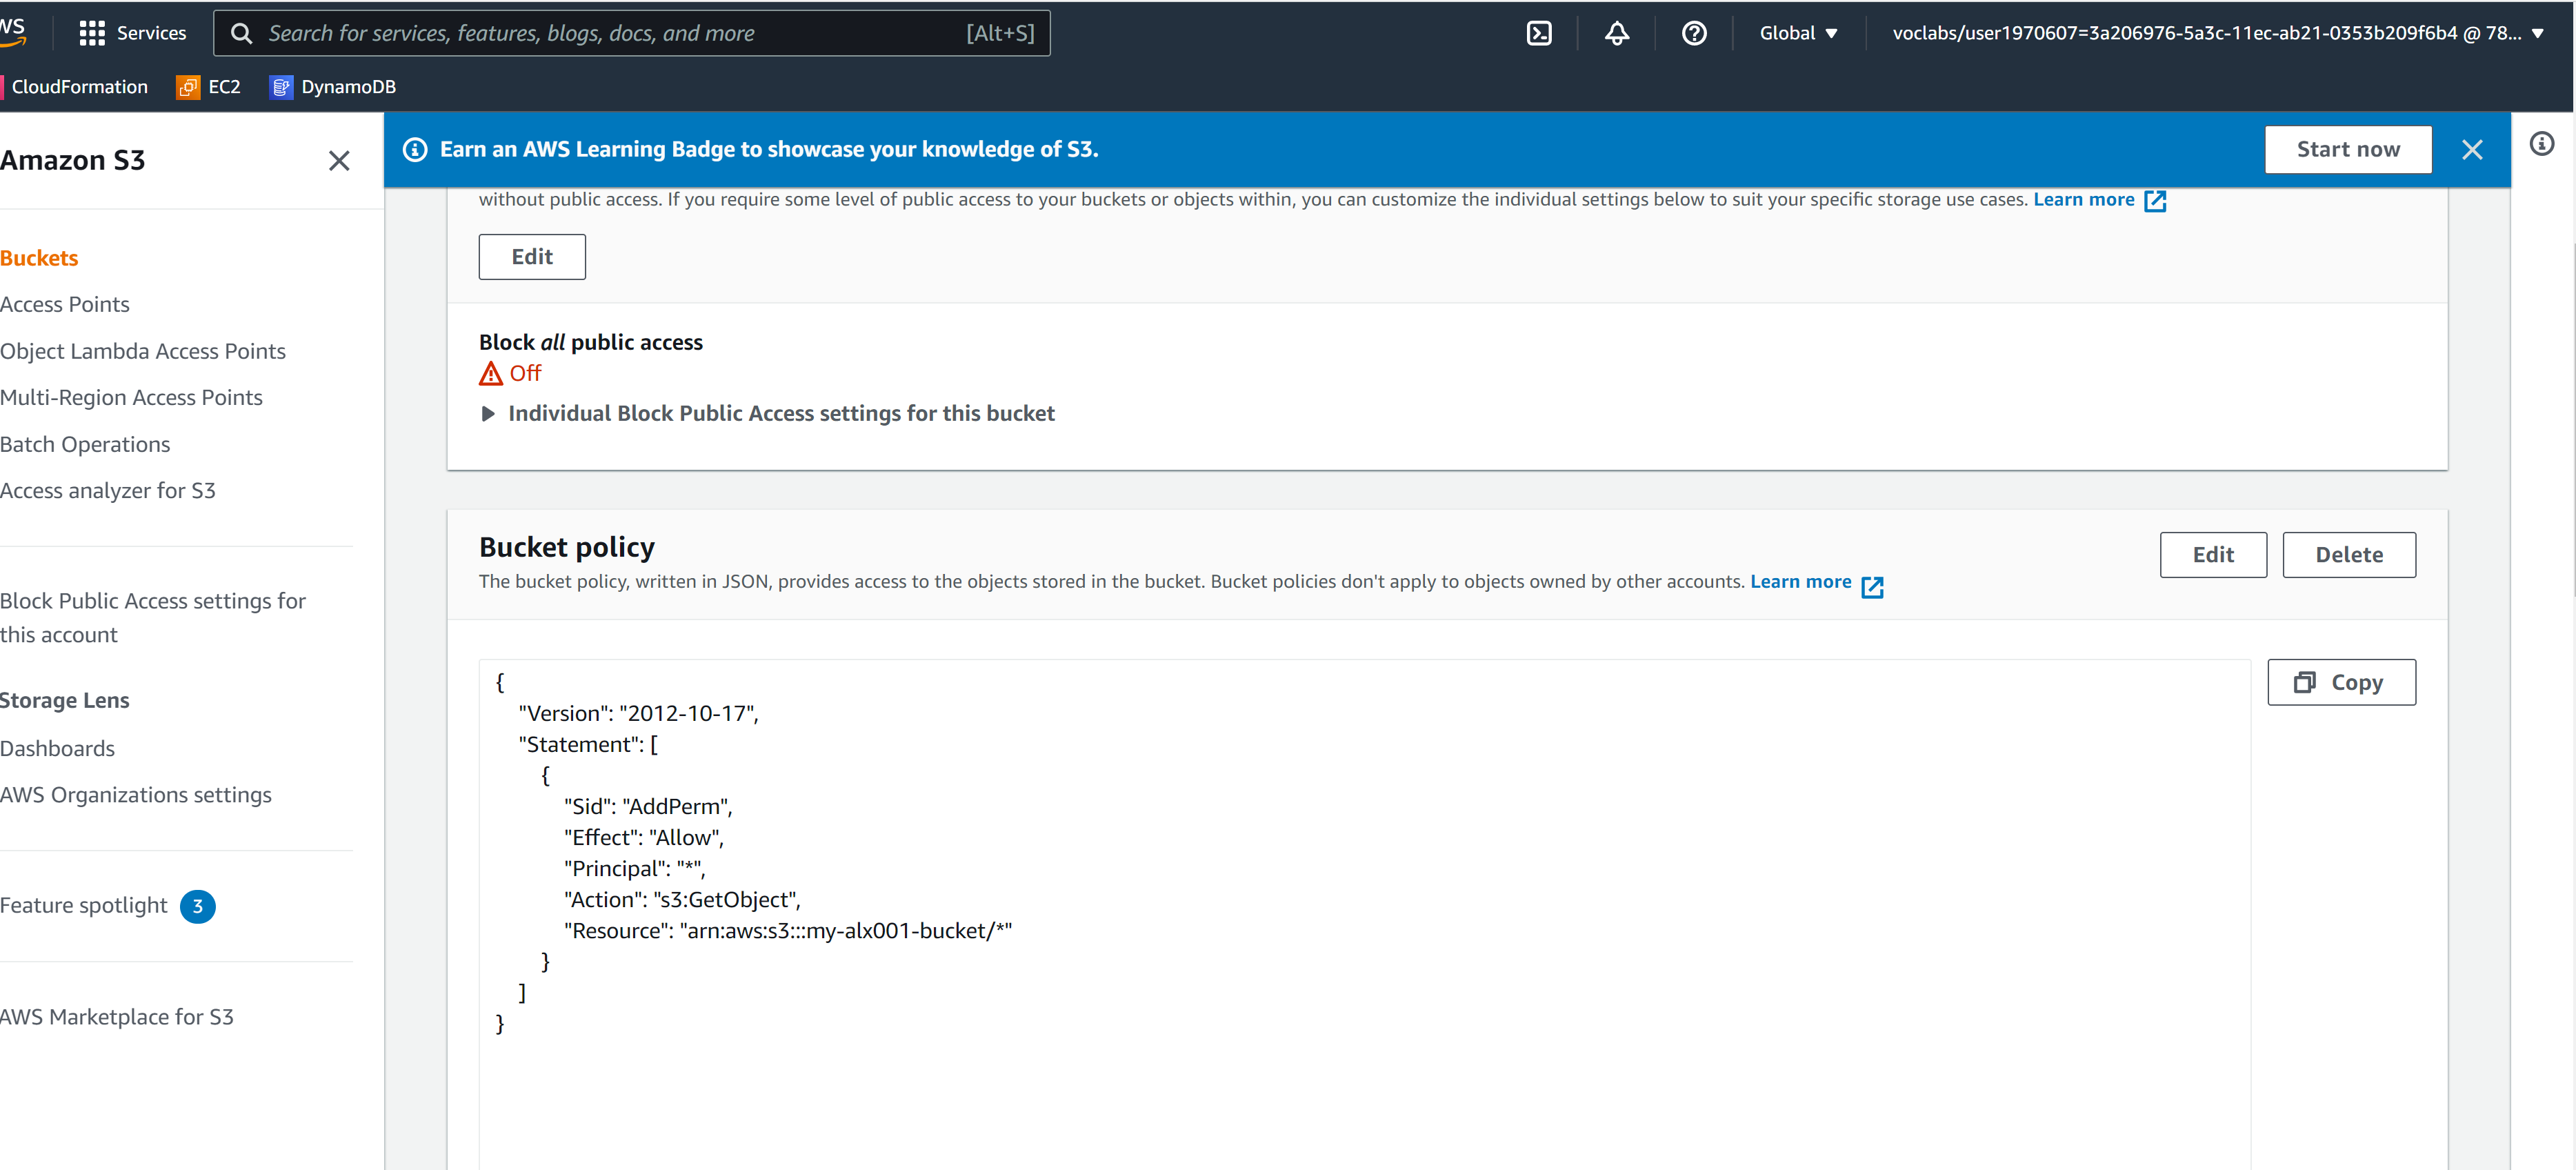 Services
Search for services, features, blogs, docs, and more
[Alt+S]
Global
voclabs/user1970607=3a206976-5a3c-11ec-ab21-0353b209f6b4 @ 78...
CloudFormation
EC2
DynamoDB
Amazon S3
Buckets
Access Points
Object Lambda Access Points
Multi-Region Access Points
Batch Operations
Access analyzer for S3
Block Public Access settings for
this account
Storage Lens
Dashboards
AWS Organizations settings
Feature spotlight 3
AWS Marketplace for S3
Earn an AWS Learning Badge to showcase your knowledge of S3.
Start now
without public access. If you require some level of public access to your buckets or objects within, you can customize the individual settings below to suit your specific storage use cases. Learn more
Edit
Block all public access
Off
Individual Block Public Access settings for this bucket
Bucket policy
Edit
Delete
The bucket policy, written in JSON, provides access to the objects stored in the bucket. Bucket policies don't apply to objects owned by other accounts. Learn more
Copy
{
"Version": "2012-10-17",
"Statement": [
{
"Sid": "AddPerm",
"Effect": "Allow",
"Principal": "*",
"Action": "s3:GetObject",
"Resource": "arn:aws:s3:::my-alx001-bucket/*"
}
]
}